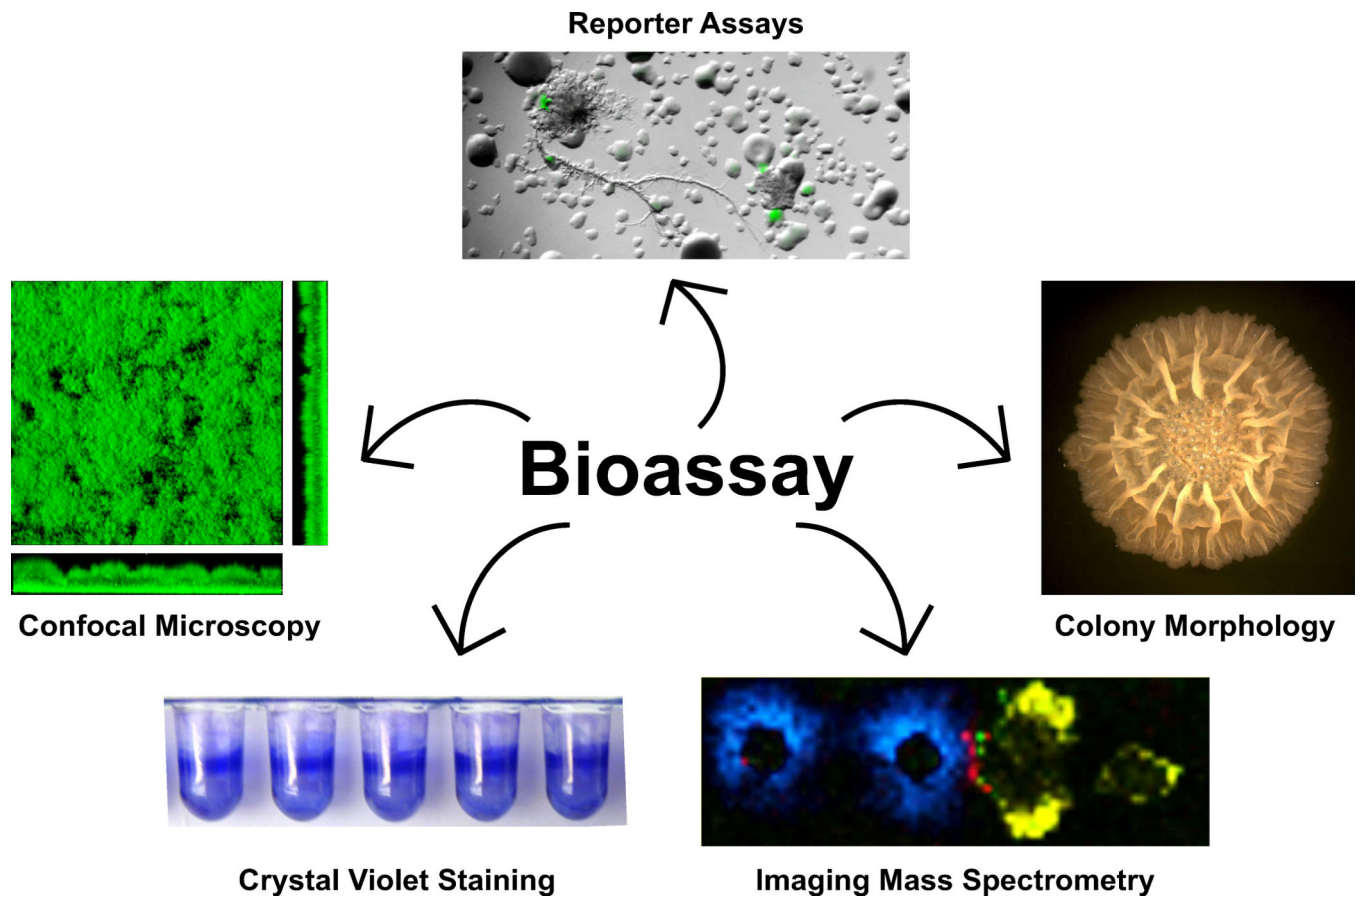 Reporter Assays
Bioassay
Confocal Microscopy
Colony Morphology
Crystal Violet Staining
Imaging Mass Spectrometry